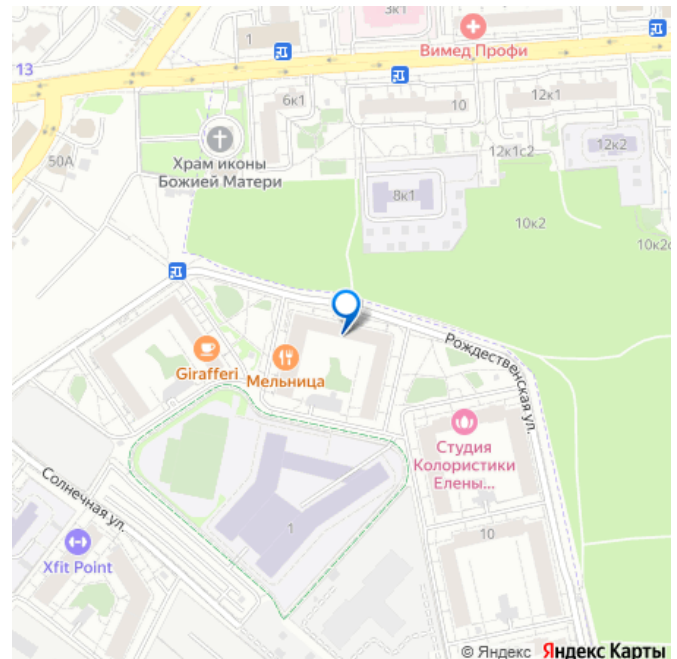 3к1
1
Вимед Профи
13
6к1
10
12к1
50А
Храм иконы
Божией Матери
12к1с2
12к2
8к1
10к2
10к2с
Рождественская ул.
Girafferi
Мельница
Студия
Колористики
Елены...
Солнечная ул.
1
10
Xfit Point
© Яндекс Яндекс Карты